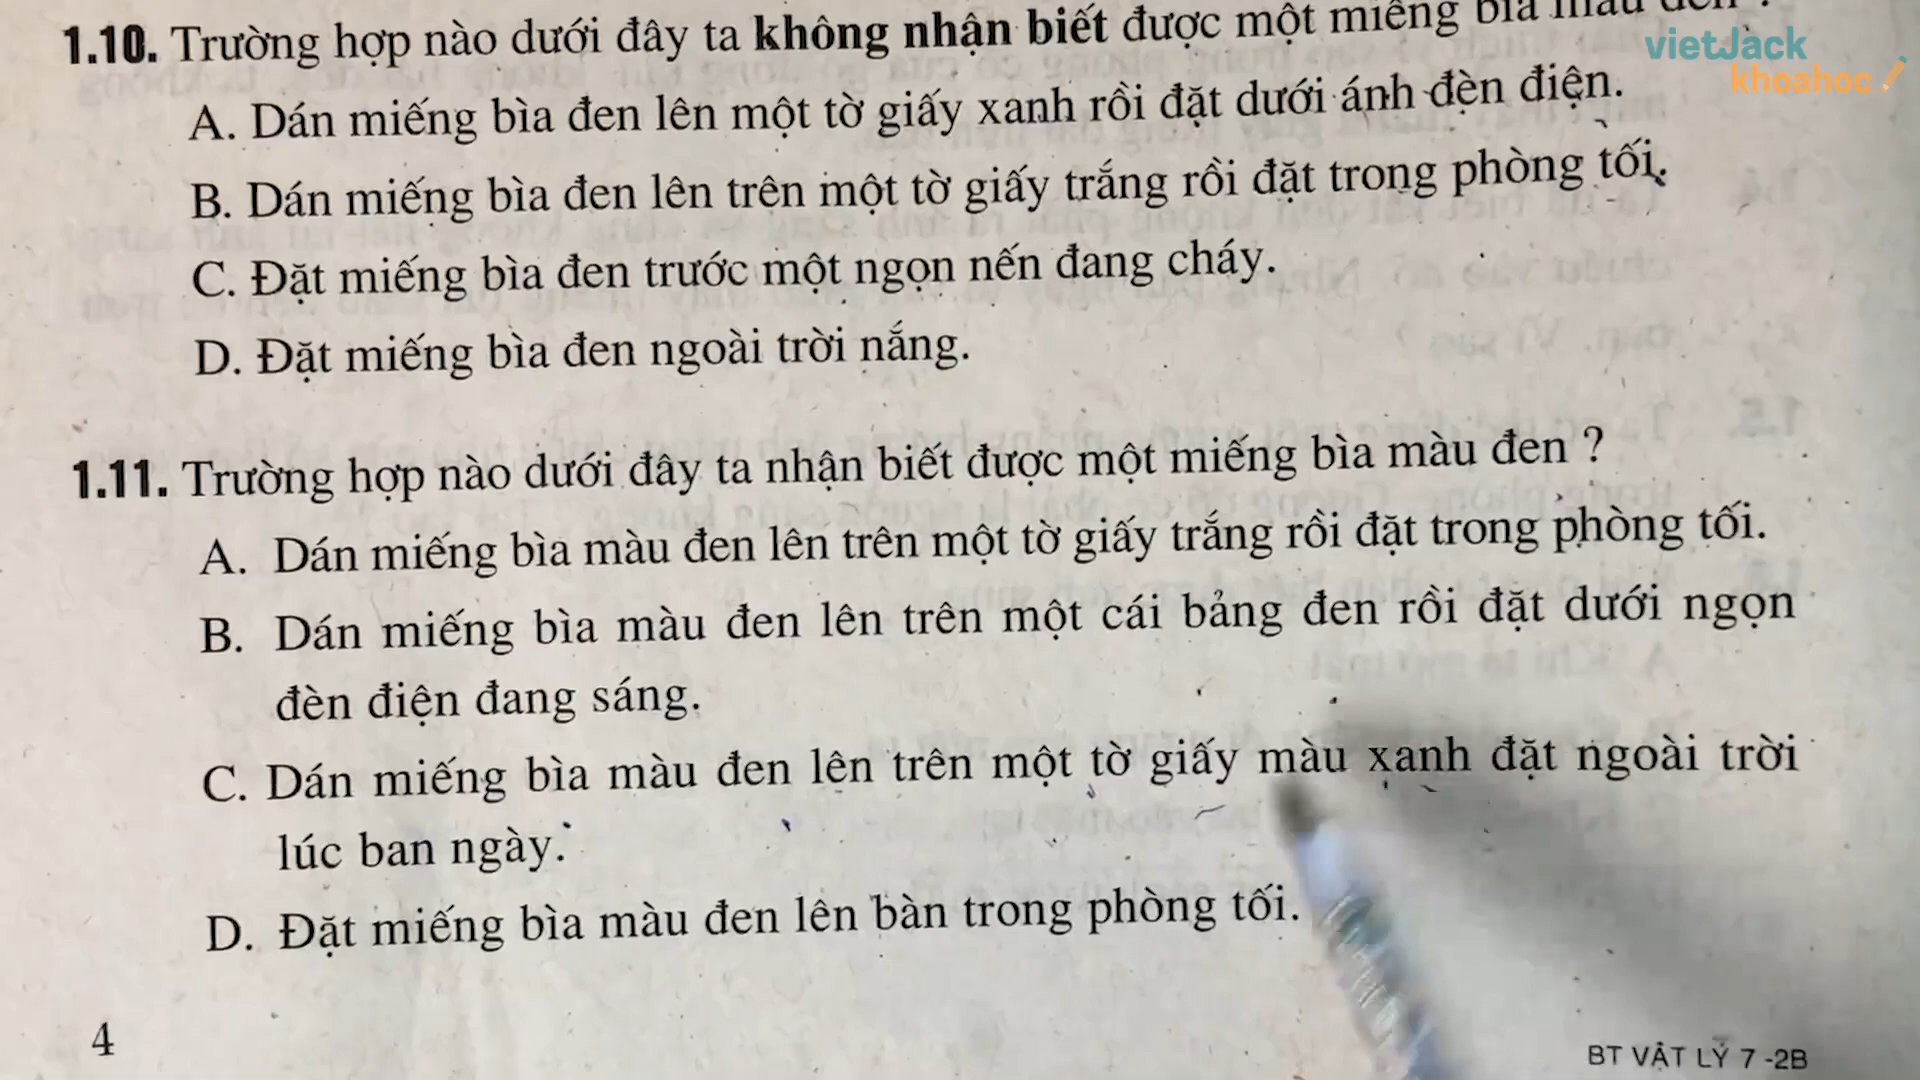 1.10. Trường hợp nào dưới đây ta không nhận biết được một miếng bìa màu đen ?
vietJack
khoahoc
A. Dán miếng bìa đen lên một tờ giấy xanh rồi đặt dưới ánh đèn điện.
B. Dán miếng bìa đen lên trên một tờ giấy trắng rồi đặt trong phòng tối.
C. Đặt miếng bìa đen trước một ngọn nến đang cháy.
D. Đặt miếng bìa đen ngoài trời nắng.
1.11. Trường hợp nào dưới đây ta nhận biết được một miếng bìa màu đen ?
A. Dán miếng bìa màu đen lên trên một tờ giấy trắng rồi đặt trong phòng tối.
B. Dán miếng bìa màu đen lên trên một cái bảng đen rồi đặt dưới ngọn
đèn điện đang sáng.
C. Dán miếng bìa màu đen lên trên một tờ giấy màu xanh đặt ngoài trời
lúc ban ngày.
D. Đặt miếng bìa màu đen lên bàn trong phòng tối.
4
BT VẬT LÝ 7 -2B